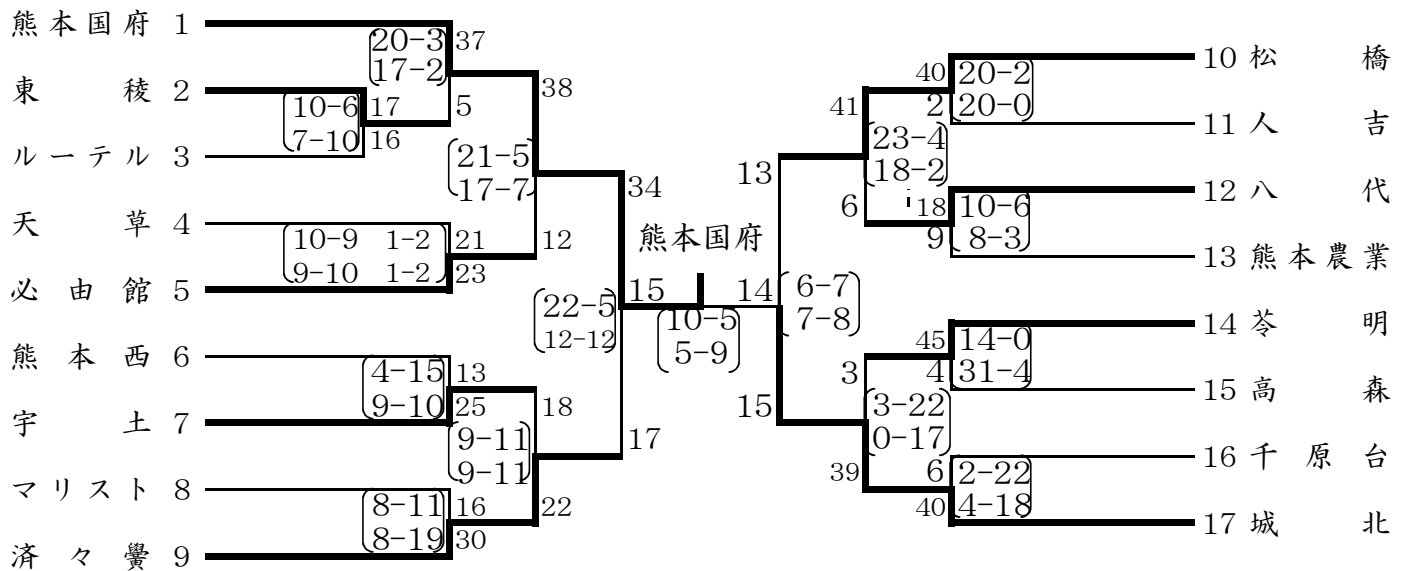 熊本国府 1
20-3 37
17-2
東稜 2
10-6 17 5
7-10 16
ルーテル 3
38
21-5
17-7
天草 4
10-9 1-2 21
9-10 1-2 23
必由館 5
12
34
熊本国府
15
22-5
12-12
10-5
5-9
熊本西 6
4-15 13
9-10 25
宇土 7
18
9-11
9-11
17
マリスト 8
8-11 16
8-19 30
済々黌 9
22
10 松橋
40 20-2
2 20-0
11 人吉
41
23-4
18-2
13
6
12 八代
18 10-6
9 8-3
13 熊本農業
14 6-7
7-8
14 苓明
45 14-0
4 31-4
15 高森
3
3-22
0-17
15
39
16 千原台
6 2-22
40 4-18
17 城北